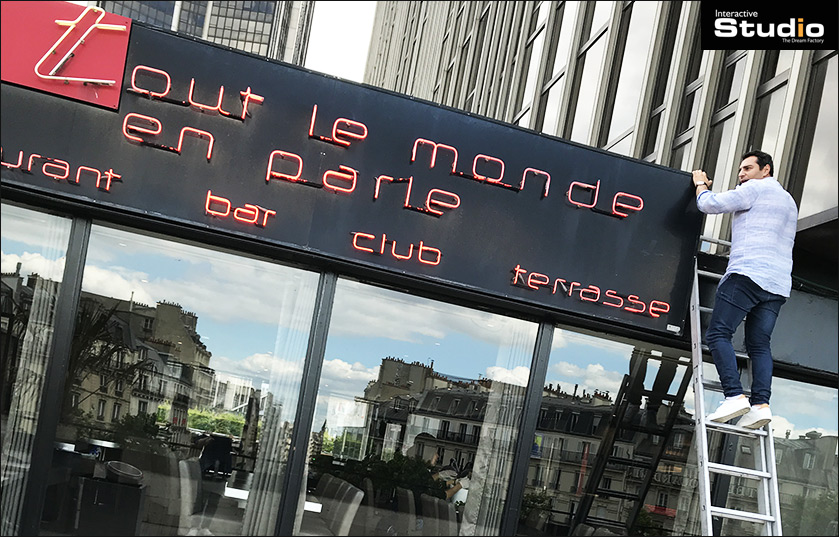 Interactive
Studio
The Dream Factory
tout le monde
en parle
urant bar club terrasse